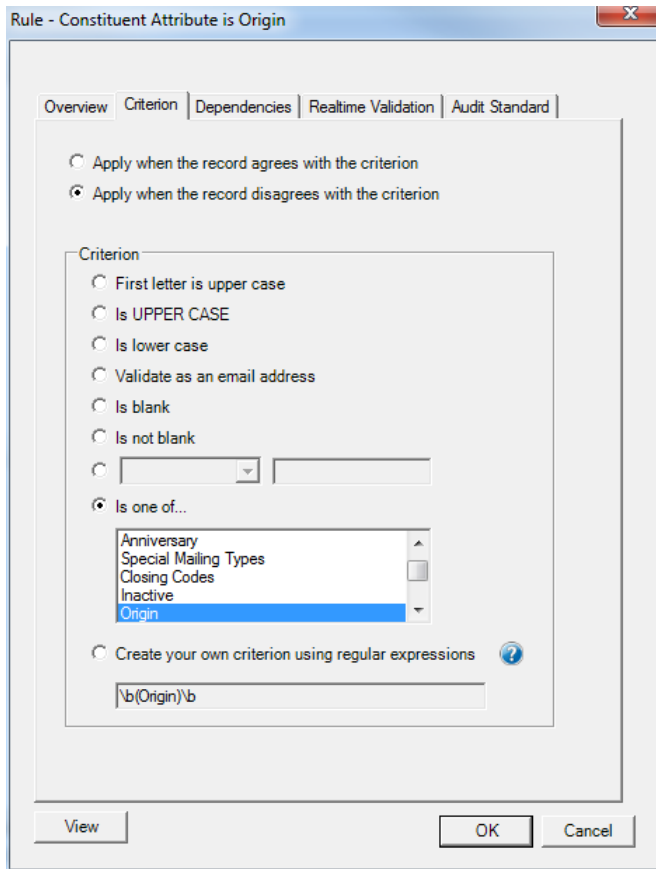 Rule - Constituent Attribute is Origin
X
Overview Criterion Dependencies Realtime Validation Audit Standard
Apply when the record agrees with the criterion
Apply when the record disagrees with the criterion
Criterion
First letter is upper case
Is UPPER CASE
Is lower case
Validate as an email address
Is blank
Is not blank
Is one of...
Anniversary
Special Mailing Types
Closing Codes
Inactive
Origin
Create your own criterion using regular expressions ?
\b(Origin)\b
View OK Cancel